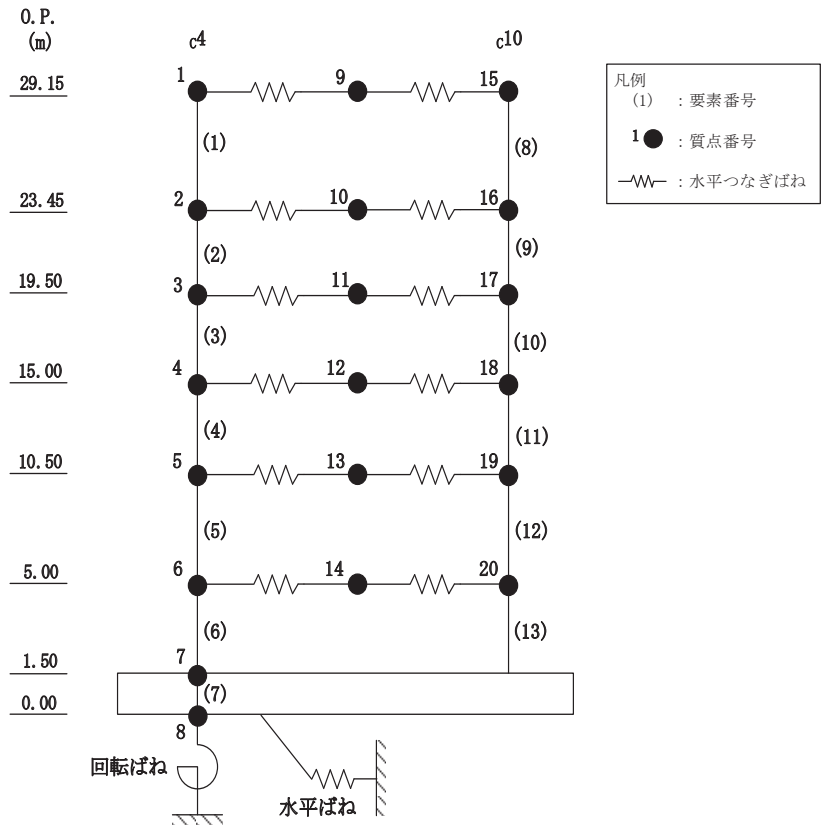 O.P.
(m)
C4 C10
29.15 1 9 15
(1) (8)
23.45 2 10 16
(2) (9)
19.50 3 11 17
(3) (10)
15.00 4 12 18
(4) (11)
10.50 5 13 19
(5) (12)
5.00 6 14 20
(6) (13)
1.50 7
(7)
0.00
8
回転ばね
水平ばね
凡例
(1) : 要素番号
1 : 質点番号
: 水平つなぎばね